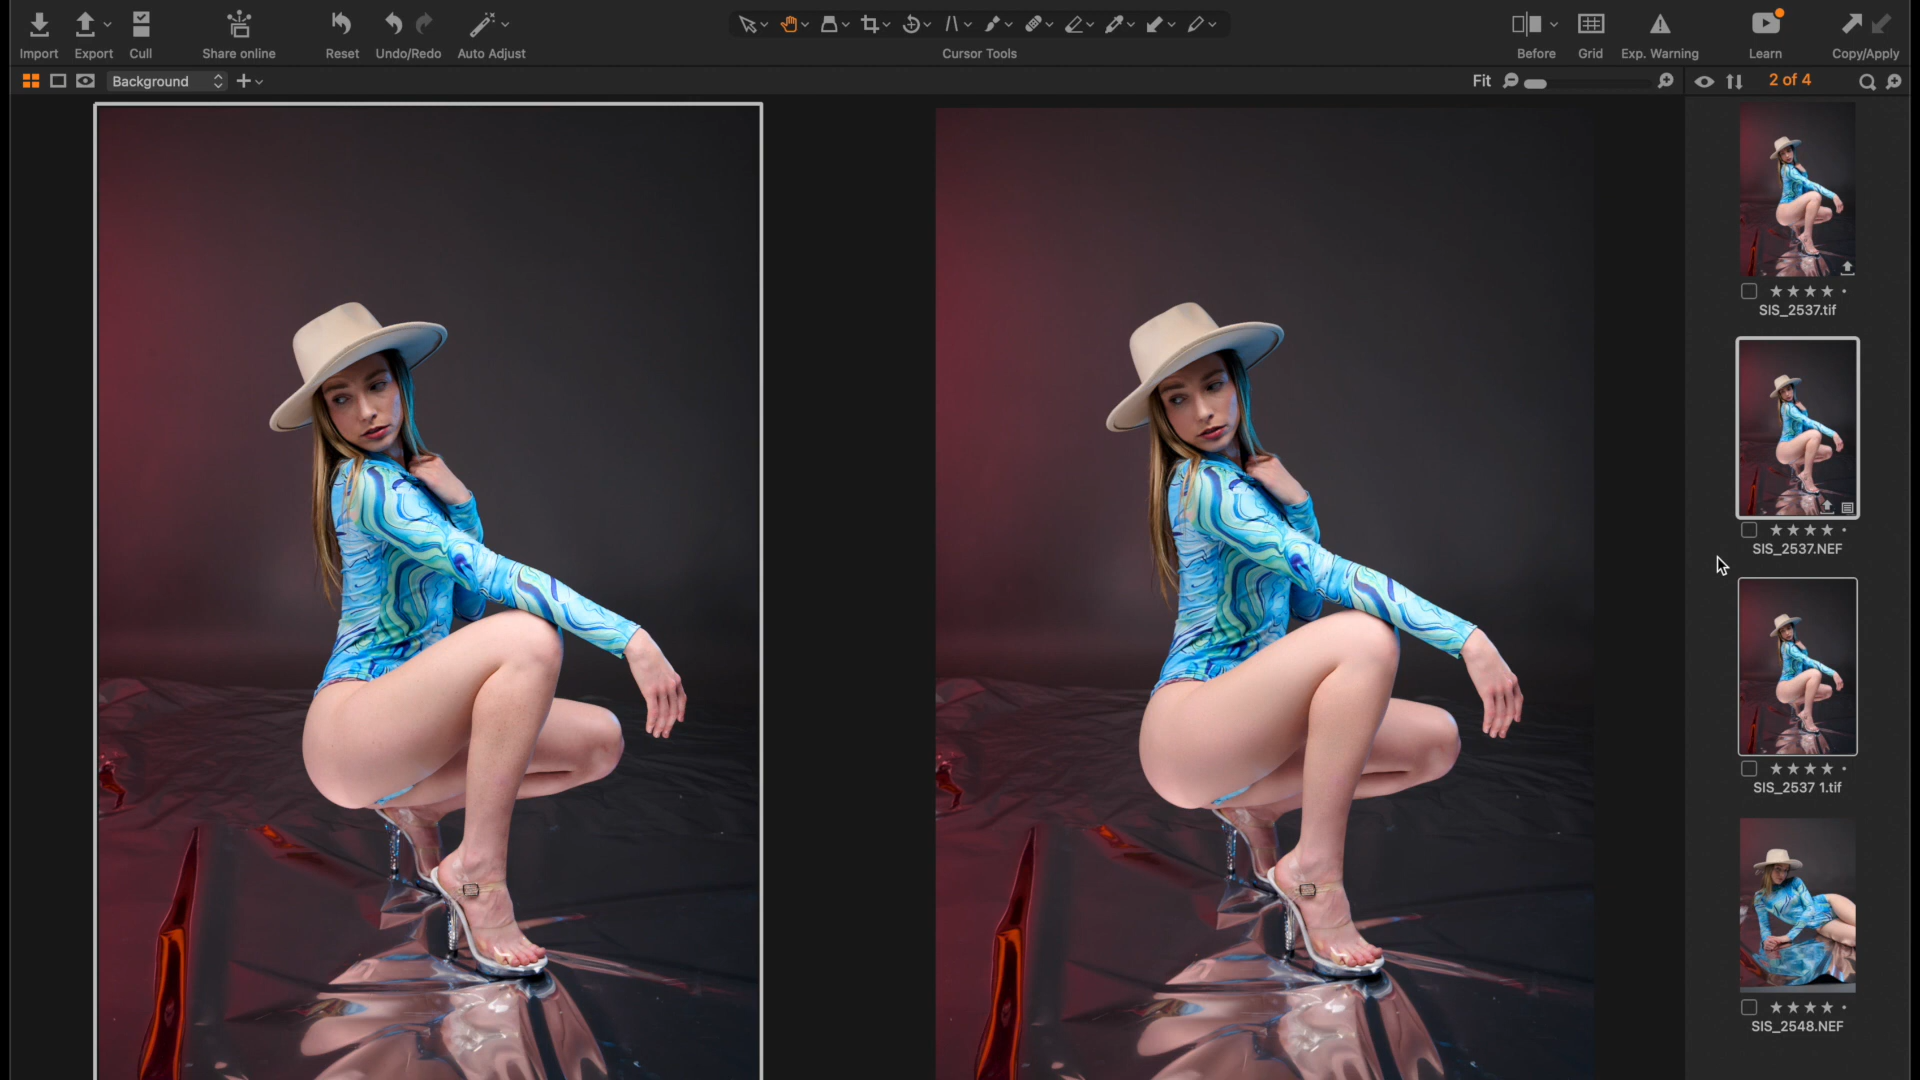 Import
Export
Cull
Share online
Reset
Undo/Redo
Auto Adjust
Cursor Tools
Before
Grid
Exp. Warning
Learn
Copy/Apply
Background
Fit
2 of 4
SIS_2537.tif
SIS_2537.NEF
SIS_2537 1.tif
SIS_2548.NEF